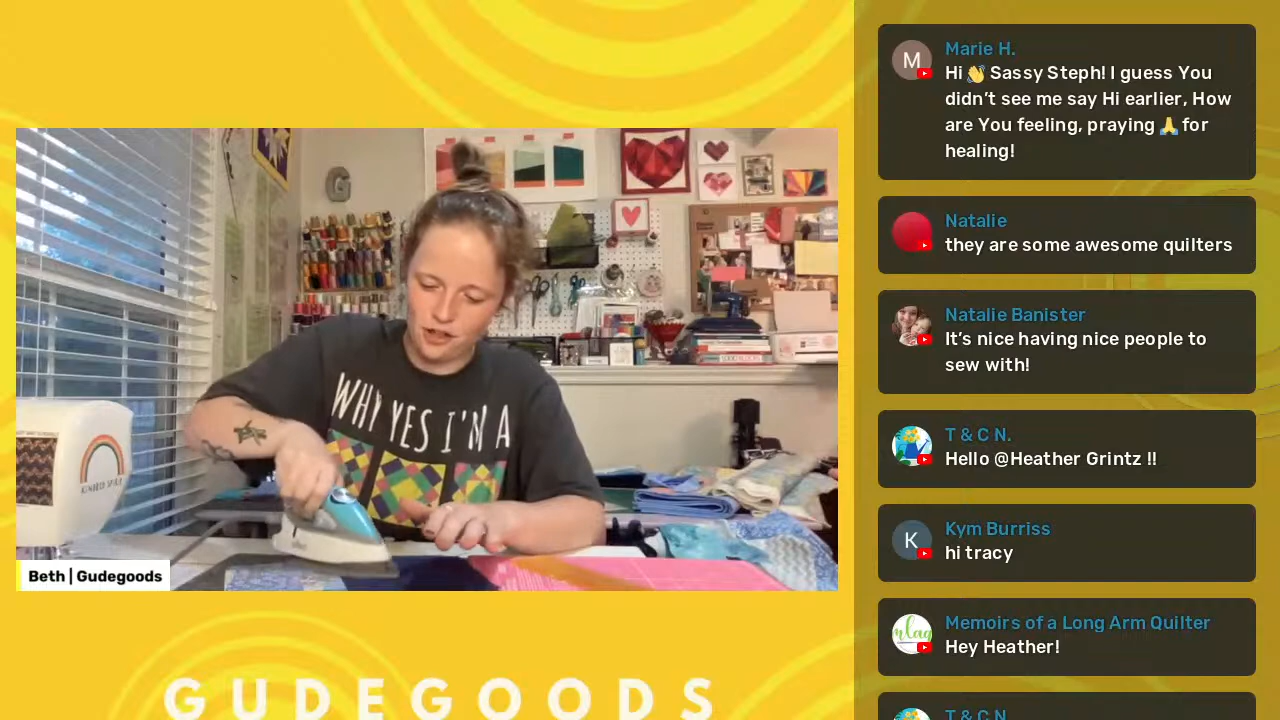 Marie H.
Hi👋 Sassy Steph! I guess You
didn’t see me say Hi earlier, How
are You feeling, praying🙏for
healing!
Natalie
they are some awesome quilters
Natalie Banister
It’s nice having nice people to
sew with!
T & C N.
Hello @Heather Grintz !!
K
Kym Burriss
hi tracy
Memoirs of a Long Arm Quilter
Hey Heather!
T & C N.
M
mlaq
G
WHY YES I'M A
Beth | Gudegoods
GUDEGOODS